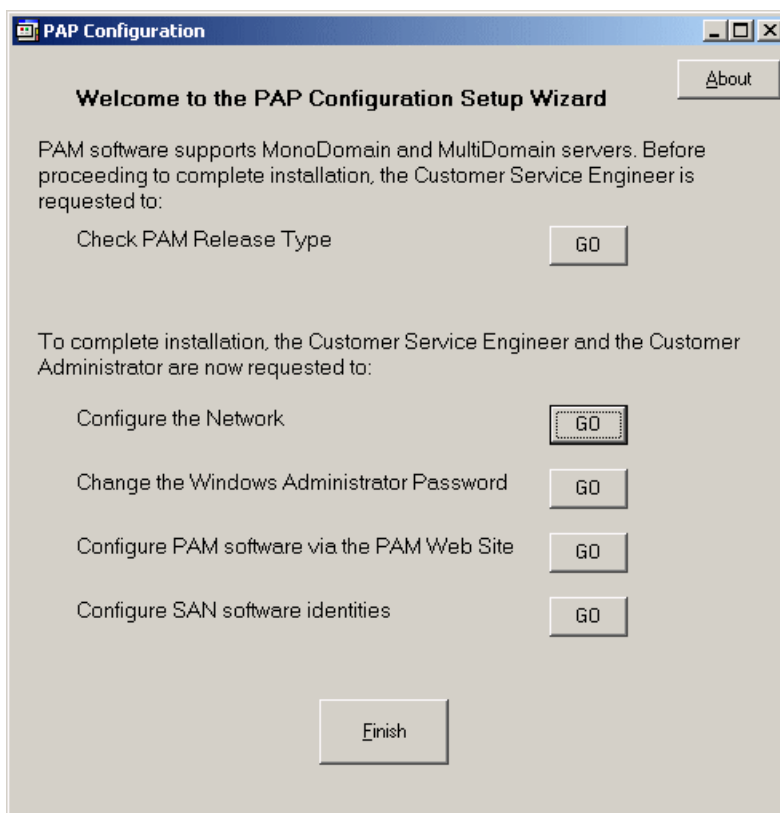 PAP Configuration
About
Welcome to the PAP Configuration Setup Wizard
PAM software supports MonoDomain and MultiDomain servers. Before
proceeding to complete installation, the Customer Service Engineer is
requested to:
Check PAM Release Type GO
To complete installation, the Customer Service Engineer and the Customer
Administrator are now requested to:
Configure the Network GO
Change the Windows Administrator Password GO
Configure PAM software via the PAM Web Site GO
Configure SAN software identities GO
Finish